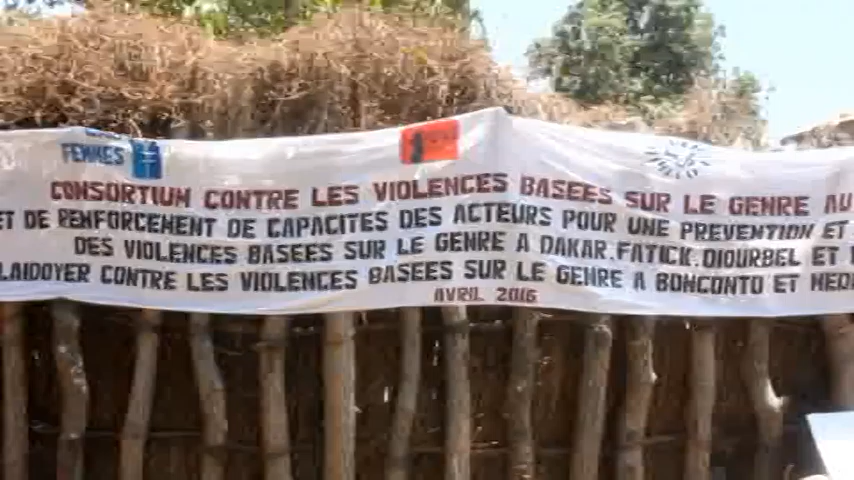 FEMMES
CONSORTIUM CONTRE LES VIOLENCES BASEES SUR LE GENRE AU
ET DE RENFORCEMENT DE CAPACITES DES ACTEURS POUR UNE PREVENTION ET
DES VIOLENCES BASEES SUR LE GENRE A DAKAR.FATICK.DIOURBEL ET
LAIDOYER CONTRE LES VIOLENCES BASEES SUR LE GENRE A BONCONTO ET
AVRIL 2016